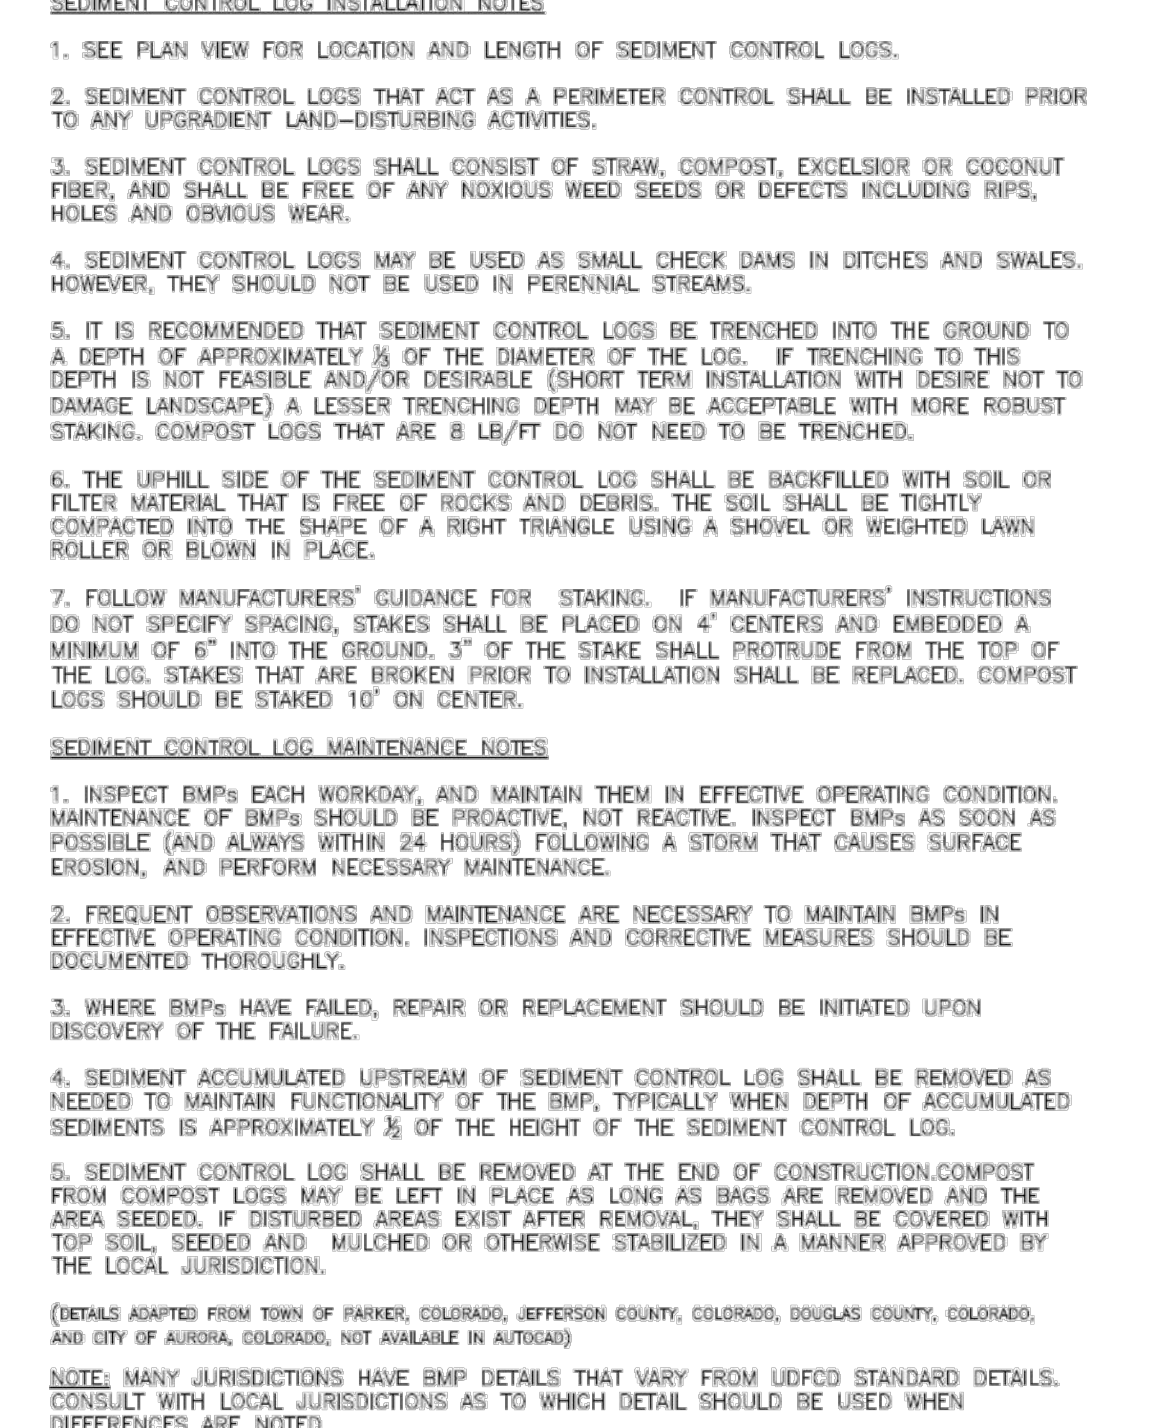 SEDIMENT CONTROL LOG INSTALLATION NOTES
1. SEE PLAN VIEW FOR LOCATION AND LENGTH OF SEDIMENT CONTROL LOGS.
2. SEDIMENT CONTROL LOGS THAT ACT AS A PERIMETER CONTROL SHALL BE INSTALLED PRIOR
TO ANY UPGRADIENT LAND-DISTURBING ACTIVITIES.
3. SEDIMENT CONTROL LOGS SHALL CONSIST OF STRAW, COMPOST, EXCELSIOR OR COCONUT
FIBER, AND SHALL BE FREE OF ANY NOXIOUS WEED SEEDS OR DEFECTS INCLUDING RIPS,
HOLES AND OBVIOUS WEAR.
4. SEDIMENT CONTROL LOGS MAY BE USED AS SMALL CHECK DAMS IN DITCHES AND SWALES.
HOWEVER, THEY SHOULD NOT BE USED IN PERENNIAL STREAMS.
5. IT IS RECOMMENDED THAT SEDIMENT CONTROL LOGS BE TRENCHED INTO THE GROUND TO
A DEPTH OF APPROXIMATELY ⅓ OF THE DIAMETER OF THE LOG. IF TRENCHING TO THIS
DEPTH IS NOT FEASIBLE AND/OR DESIRABLE (SHORT TERM INSTALLATION WITH DESIRE NOT TO
DAMAGE LANDSCAPE) A LESSER TRENCHING DEPTH MAY BE ACCEPTABLE WITH MORE ROBUST
STAKING. COMPOST LOGS THAT ARE 8 LB/FT DO NOT NEED TO BE TRENCHED.
6. THE UPHILL SIDE OF THE SEDIMENT CONTROL LOG SHALL BE BACKFILLED WITH SOIL OR
FILTER MATERIAL THAT IS FREE OF ROCKS AND DEBRIS. THE SOIL SHALL BE TIGHTLY
COMPACTED INTO THE SHAPE OF A RIGHT TRIANGLE USING A SHOVEL OR WEIGHTED LAWN
ROLLER OR BLOWN IN PLACE.
7. FOLLOW MANUFACTURERS' GUIDANCE FOR STAKING. IF MANUFACTURERS' INSTRUCTIONS
DO NOT SPECIFY SPACING, STAKES SHALL BE PLACED ON 4' CENTERS AND EMBEDDED A
MINIMUM OF 6" INTO THE GROUND. 3" OF THE STAKE SHALL PROTRUDE FROM THE TOP OF
THE LOG. STAKES THAT ARE BROKEN PRIOR TO INSTALLATION SHALL BE REPLACED. COMPOST
LOGS SHOULD BE STAKED 10' ON CENTER.
SEDIMENT CONTROL LOG MAINTENANCE NOTES
1. INSPECT BMPs EACH WORKDAY, AND MAINTAIN THEM IN EFFECTIVE OPERATING CONDITION.
MAINTENANCE OF BMPs SHOULD BE PROACTIVE, NOT REACTIVE. INSPECT BMPs AS SOON AS
POSSIBLE (AND ALWAYS WITHIN 24 HOURS) FOLLOWING A STORM THAT CAUSES SURFACE
EROSION, AND PERFORM NECESSARY MAINTENANCE.
2. FREQUENT OBSERVATIONS AND MAINTENANCE ARE NECESSARY TO MAINTAIN BMPs IN
EFFECTIVE OPERATING CONDITION. INSPECTIONS AND CORRECTIVE MEASURES SHOULD BE
DOCUMENTED THOROUGHLY.
3. WHERE BMPs HAVE FAILED, REPAIR OR REPLACEMENT SHOULD BE INITIATED UPON
DISCOVERY OF THE FAILURE.
4. SEDIMENT ACCUMULATED UPSTREAM OF SEDIMENT CONTROL LOG SHALL BE REMOVED AS
NEEDED TO MAINTAIN FUNCTIONALITY OF THE BMP, TYPICALLY WHEN DEPTH OF ACCUMULATED
SEDIMENTS IS APPROXIMATELY ½ OF THE HEIGHT OF THE SEDIMENT CONTROL LOG.
5. SEDIMENT CONTROL LOG SHALL BE REMOVED AT THE END OF CONSTRUCTION.COMPOST
FROM COMPOST LOGS MAY BE LEFT IN PLACE AS LONG AS BAGS ARE REMOVED AND THE
AREA SEEDED. IF DISTURBED AREAS EXIST AFTER REMOVAL, THEY SHALL BE COVERED WITH
TOP SOIL, SEEDED AND MULCHED OR OTHERWISE STABILIZED IN A MANNER APPROVED BY
THE LOCAL JURISDICTION.
(DETAILS ADAPTED FROM TOWN OF PARKER, COLORADO, JEFFERSON COUNTY, COLORADO, DOUGLAS COUNTY, COLORADO,
AND CITY OF AURORA, COLORADO, NOT AVAILABLE IN AUTOCAD)
NOTE: MANY JURISDICTIONS HAVE BMP DETAILS THAT VARY FROM UDFCD STANDARD DETAILS.
CONSULT WITH LOCAL JURISDICTIONS AS TO WHICH DETAIL SHOULD BE USED WHEN
DIFFERENCES ARE NOTED.